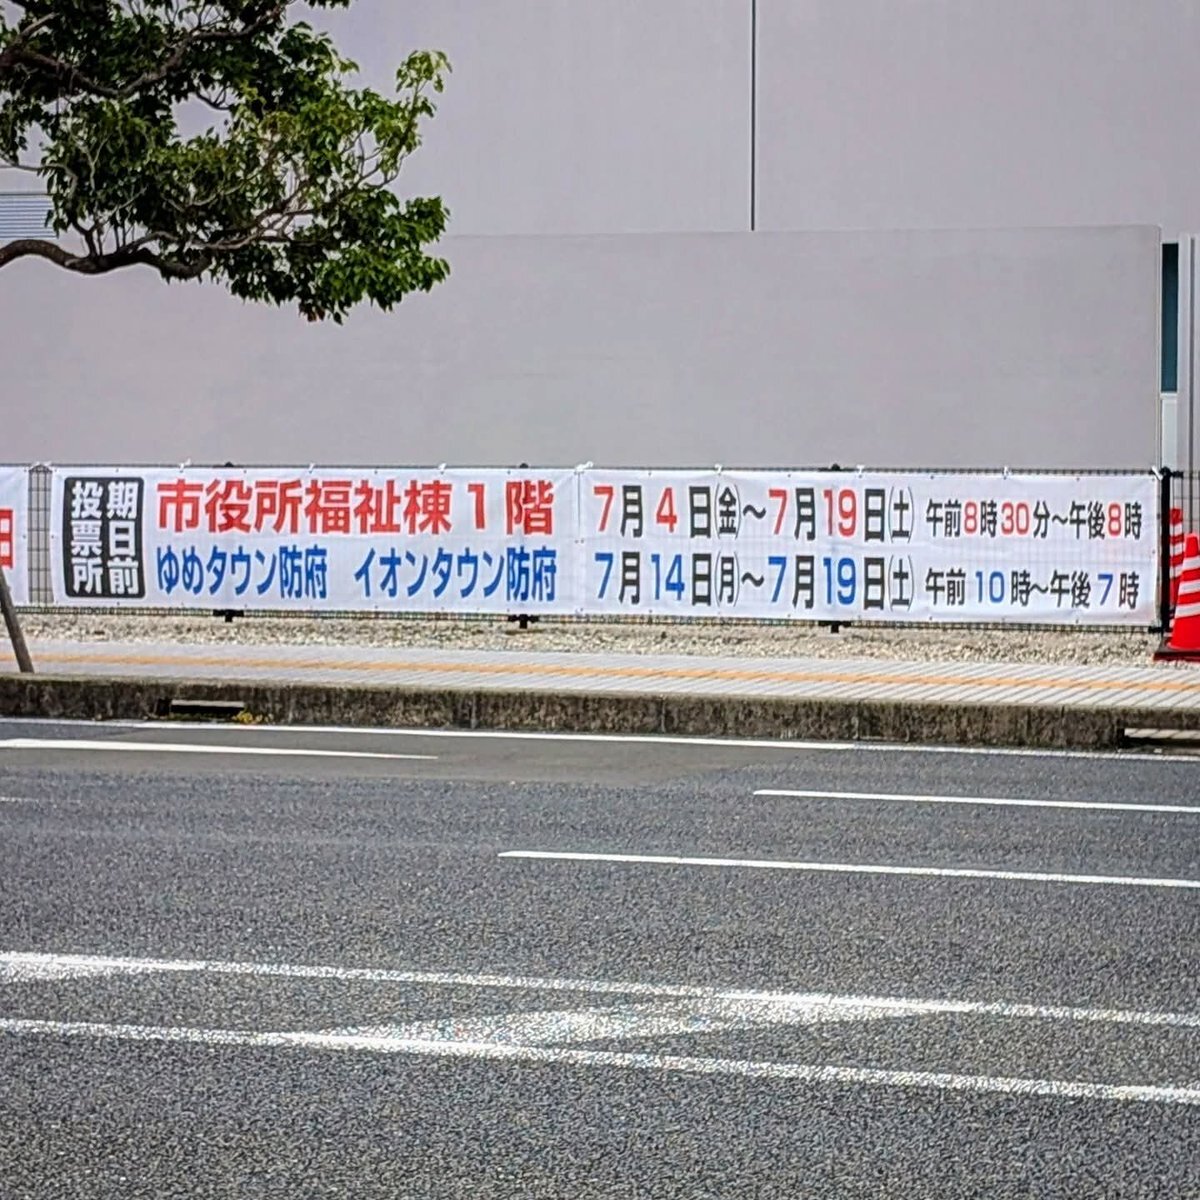 日
期日前
投票所
市役所福祉棟1階 7月4日(金)～7月19日(土) 午前8時30分～午後8時
ゆめタウン防府 イオンタウン防府 7月14日(月)～7月19日(土) 午前10時～午後7時